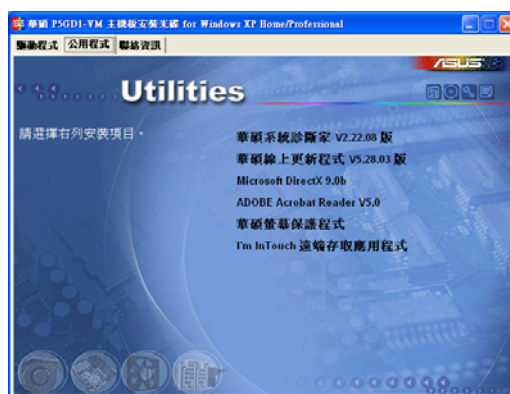 華碩 P5GD1-VM 主機板安裝光碟 for Windows XP Home/Professional
驅動程式 公用程式 聯絡資訊
ASUS
Utilities
請選擇右列安裝項目。
華碩系統診斷家 V2.22.08 版
華碩線上更新程式 V5.28.03 版
Microsoft DirectX 9.0b
ADOBE Acrobat Reader V5.0
華碩螢幕保護程式
I'm InTouch 遠端存取應用程式